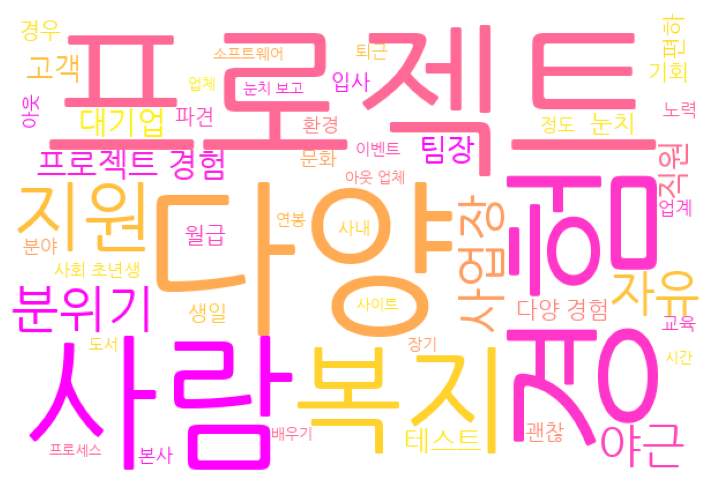 경우
프로젝트
소프트웨어
퇴근
편하
고객
업체
눈치 보고
입사
기회
아웃
대기업
파견
환경
정도
눈치
노력
프로젝트 경험
문화
이벤트
팀장
직원
아웃 업체
지원
다양
경험
분야
월급
연봉
사내
사업장
업계
사회 초년생
분위기
생일
사이트
다양 경험
자유
교육
사람
도서
복지
장기
시간
테스트
괜찮
야근
프로세스
본사
배우기